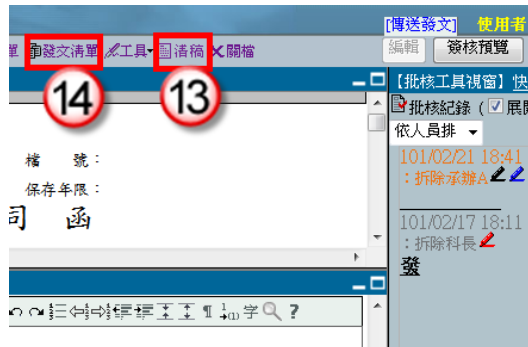 [傳送發文] 使用者
單 發文清單 工具 清稿 關檔
編輯 簽核預覽
14 13
【批核工具視窗】快
批核紀錄 (☑展開
依人員排
檔 號：
保存年限：
司 函
101/02/21 18:41
：拆除承辦A
101/02/17 18:11
：拆除科長
發
字 ?